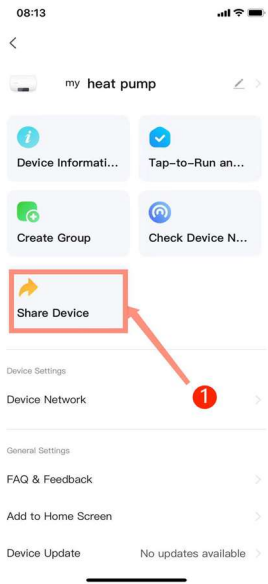 08:13
my heat pump
Device Informati...
Tap-to-Run an...
Create Group
Check Device N...
Share Device
Device Settings
Device Network
1
General Settings
FAQ & Feedback
Add to Home Screen
Device Update No updates available